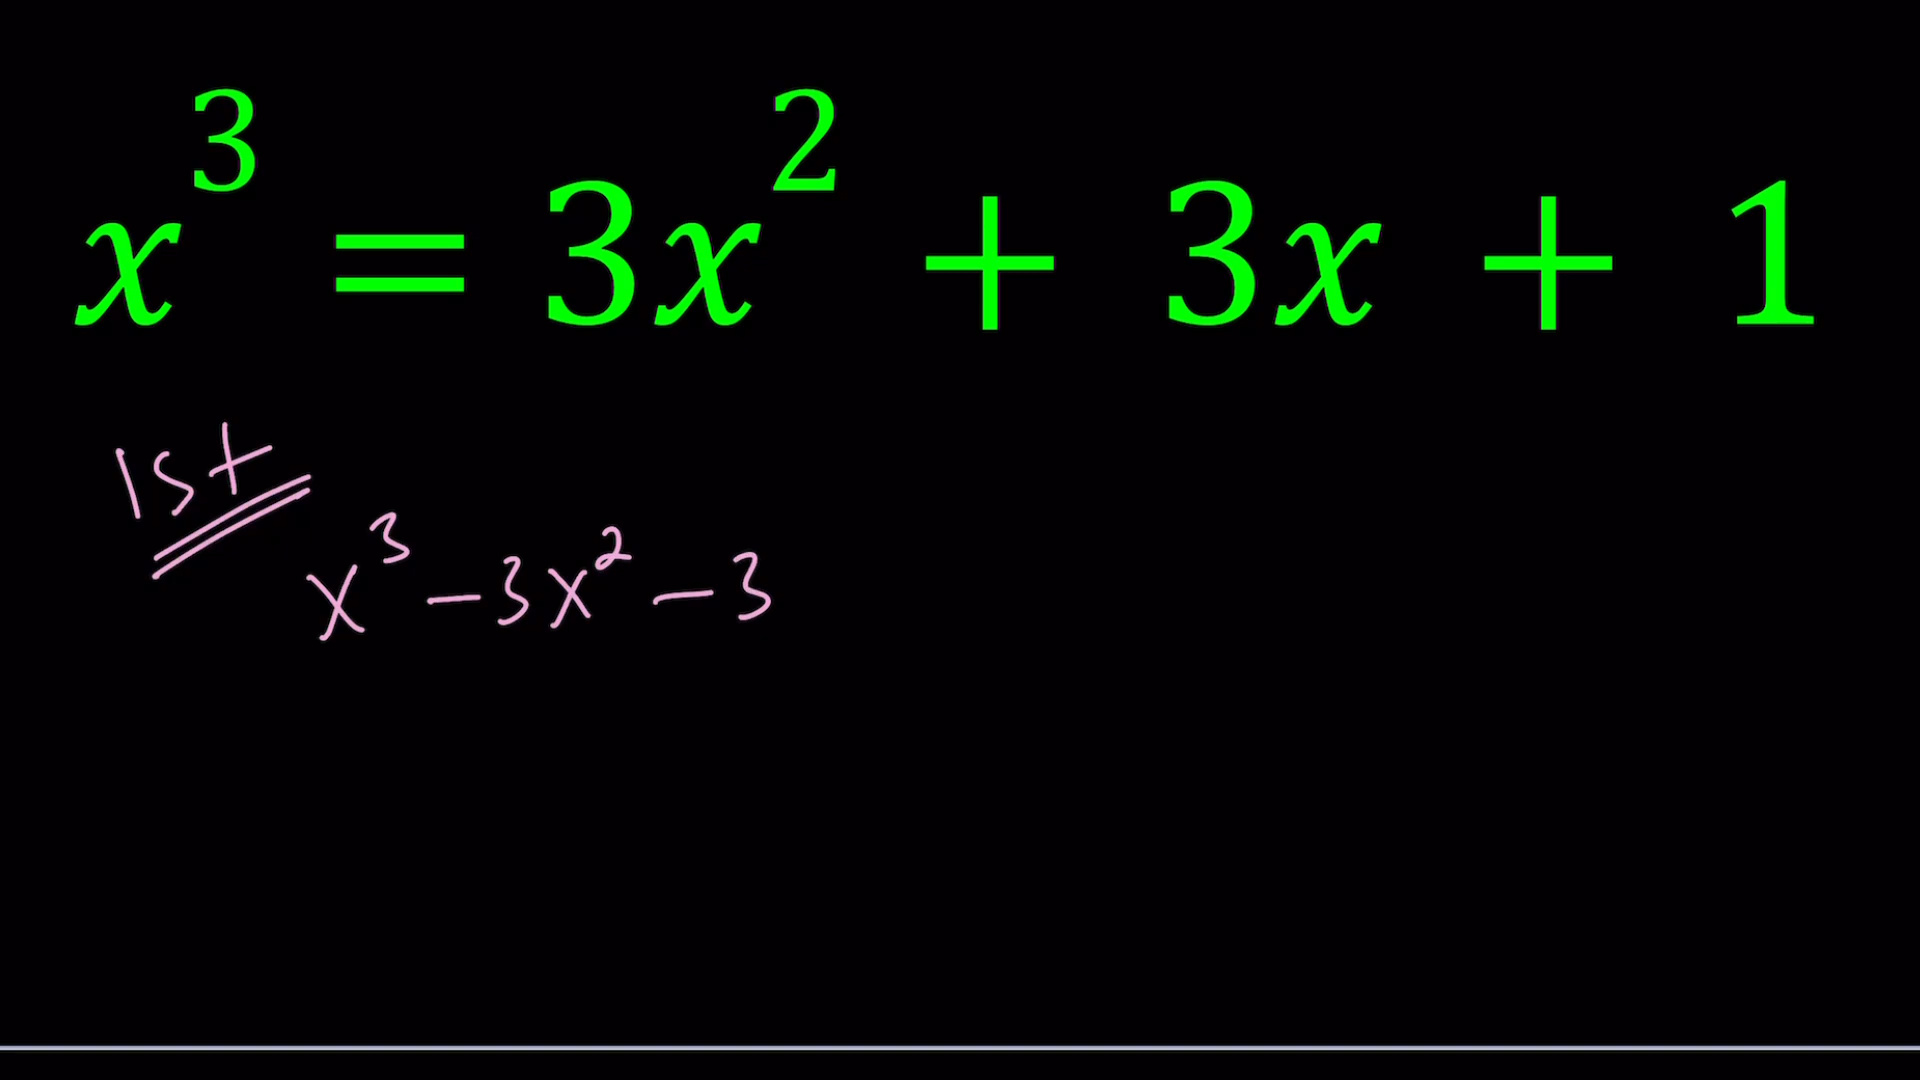 x³ = 3x² + 3x + 1
1st
x³ - 3x² - 3